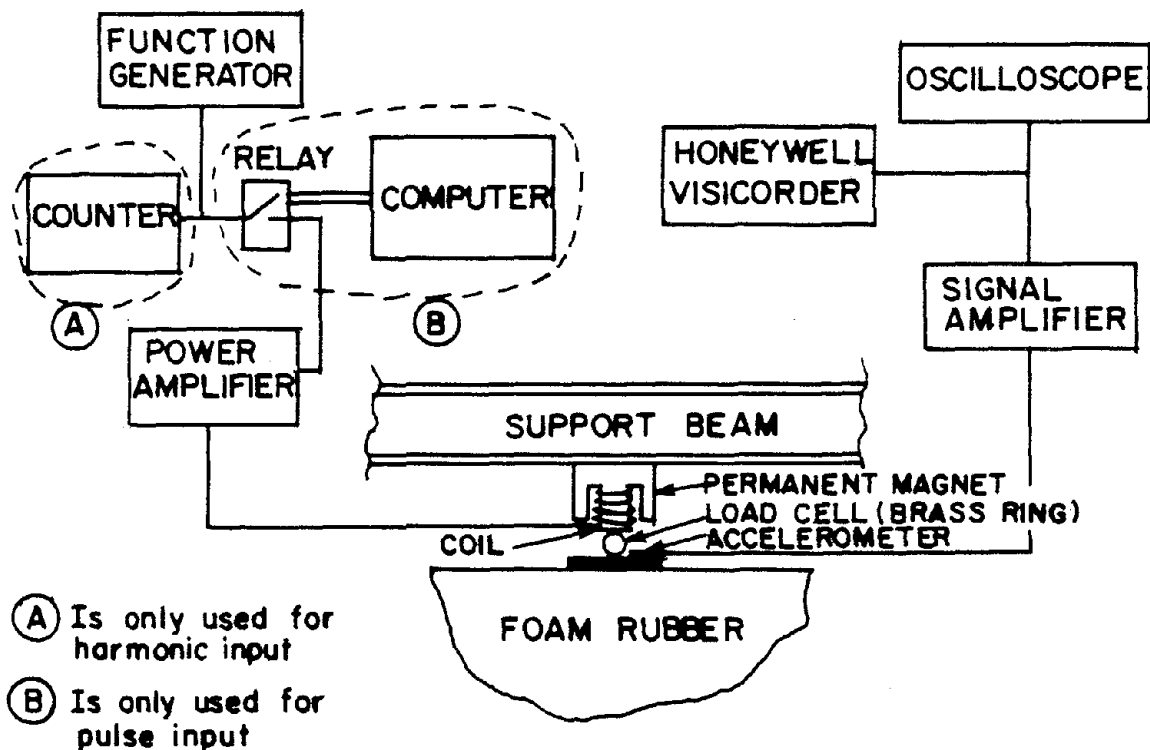 FUNCTION
GENERATOR
OSCILLOSCOPE
RELAY
HONEYWELL
VISICORDER
COUNTER
COMPUTER
SIGNAL
AMPLIFIER
A
B
POWER
AMPLIFIER
SUPPORT BEAM
PERMANENT MAGNET
LOAD CELL (BRASS RING)
COIL
ACCELEROMETER
FOAM RUBBER
A Is only used for
harmonic input
B Is only used for
pulse input